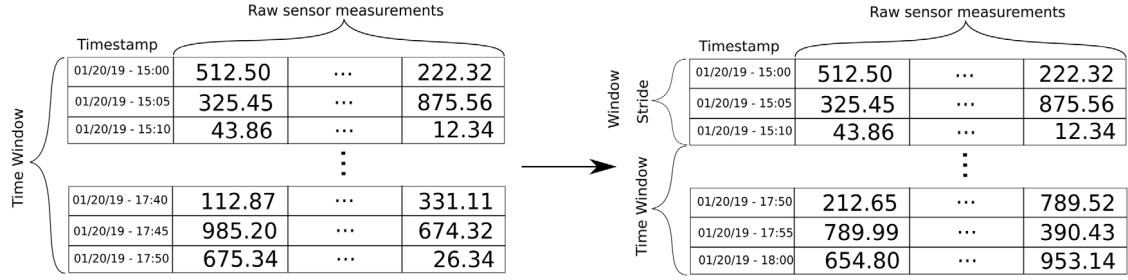 Raw sensor measurements
Timestamp
Time Window
01/20/19 - 15:00 512.50 ... 222.32
01/20/19 - 15:05 325.45 ... 875.56
01/20/19 - 15:10 43.86 ... 12.34
⋮
01/20/19 - 17:40 112.87 ... 331.11
01/20/19 - 17:45 985.20 ... 674.32
01/20/19 - 17:50 675.34 ... 26.34
Raw sensor measurements
Timestamp
Window
Stride
Time Window
01/20/19 - 15:00 512.50 ... 222.32
01/20/19 - 15:05 325.45 ... 875.56
01/20/19 - 15:10 43.86 ... 12.34
⋮
01/20/19 - 17:50 212.65 ... 789.52
01/20/19 - 17:55 789.99 ... 390.43
01/20/19 - 18:00 654.80 ... 953.14